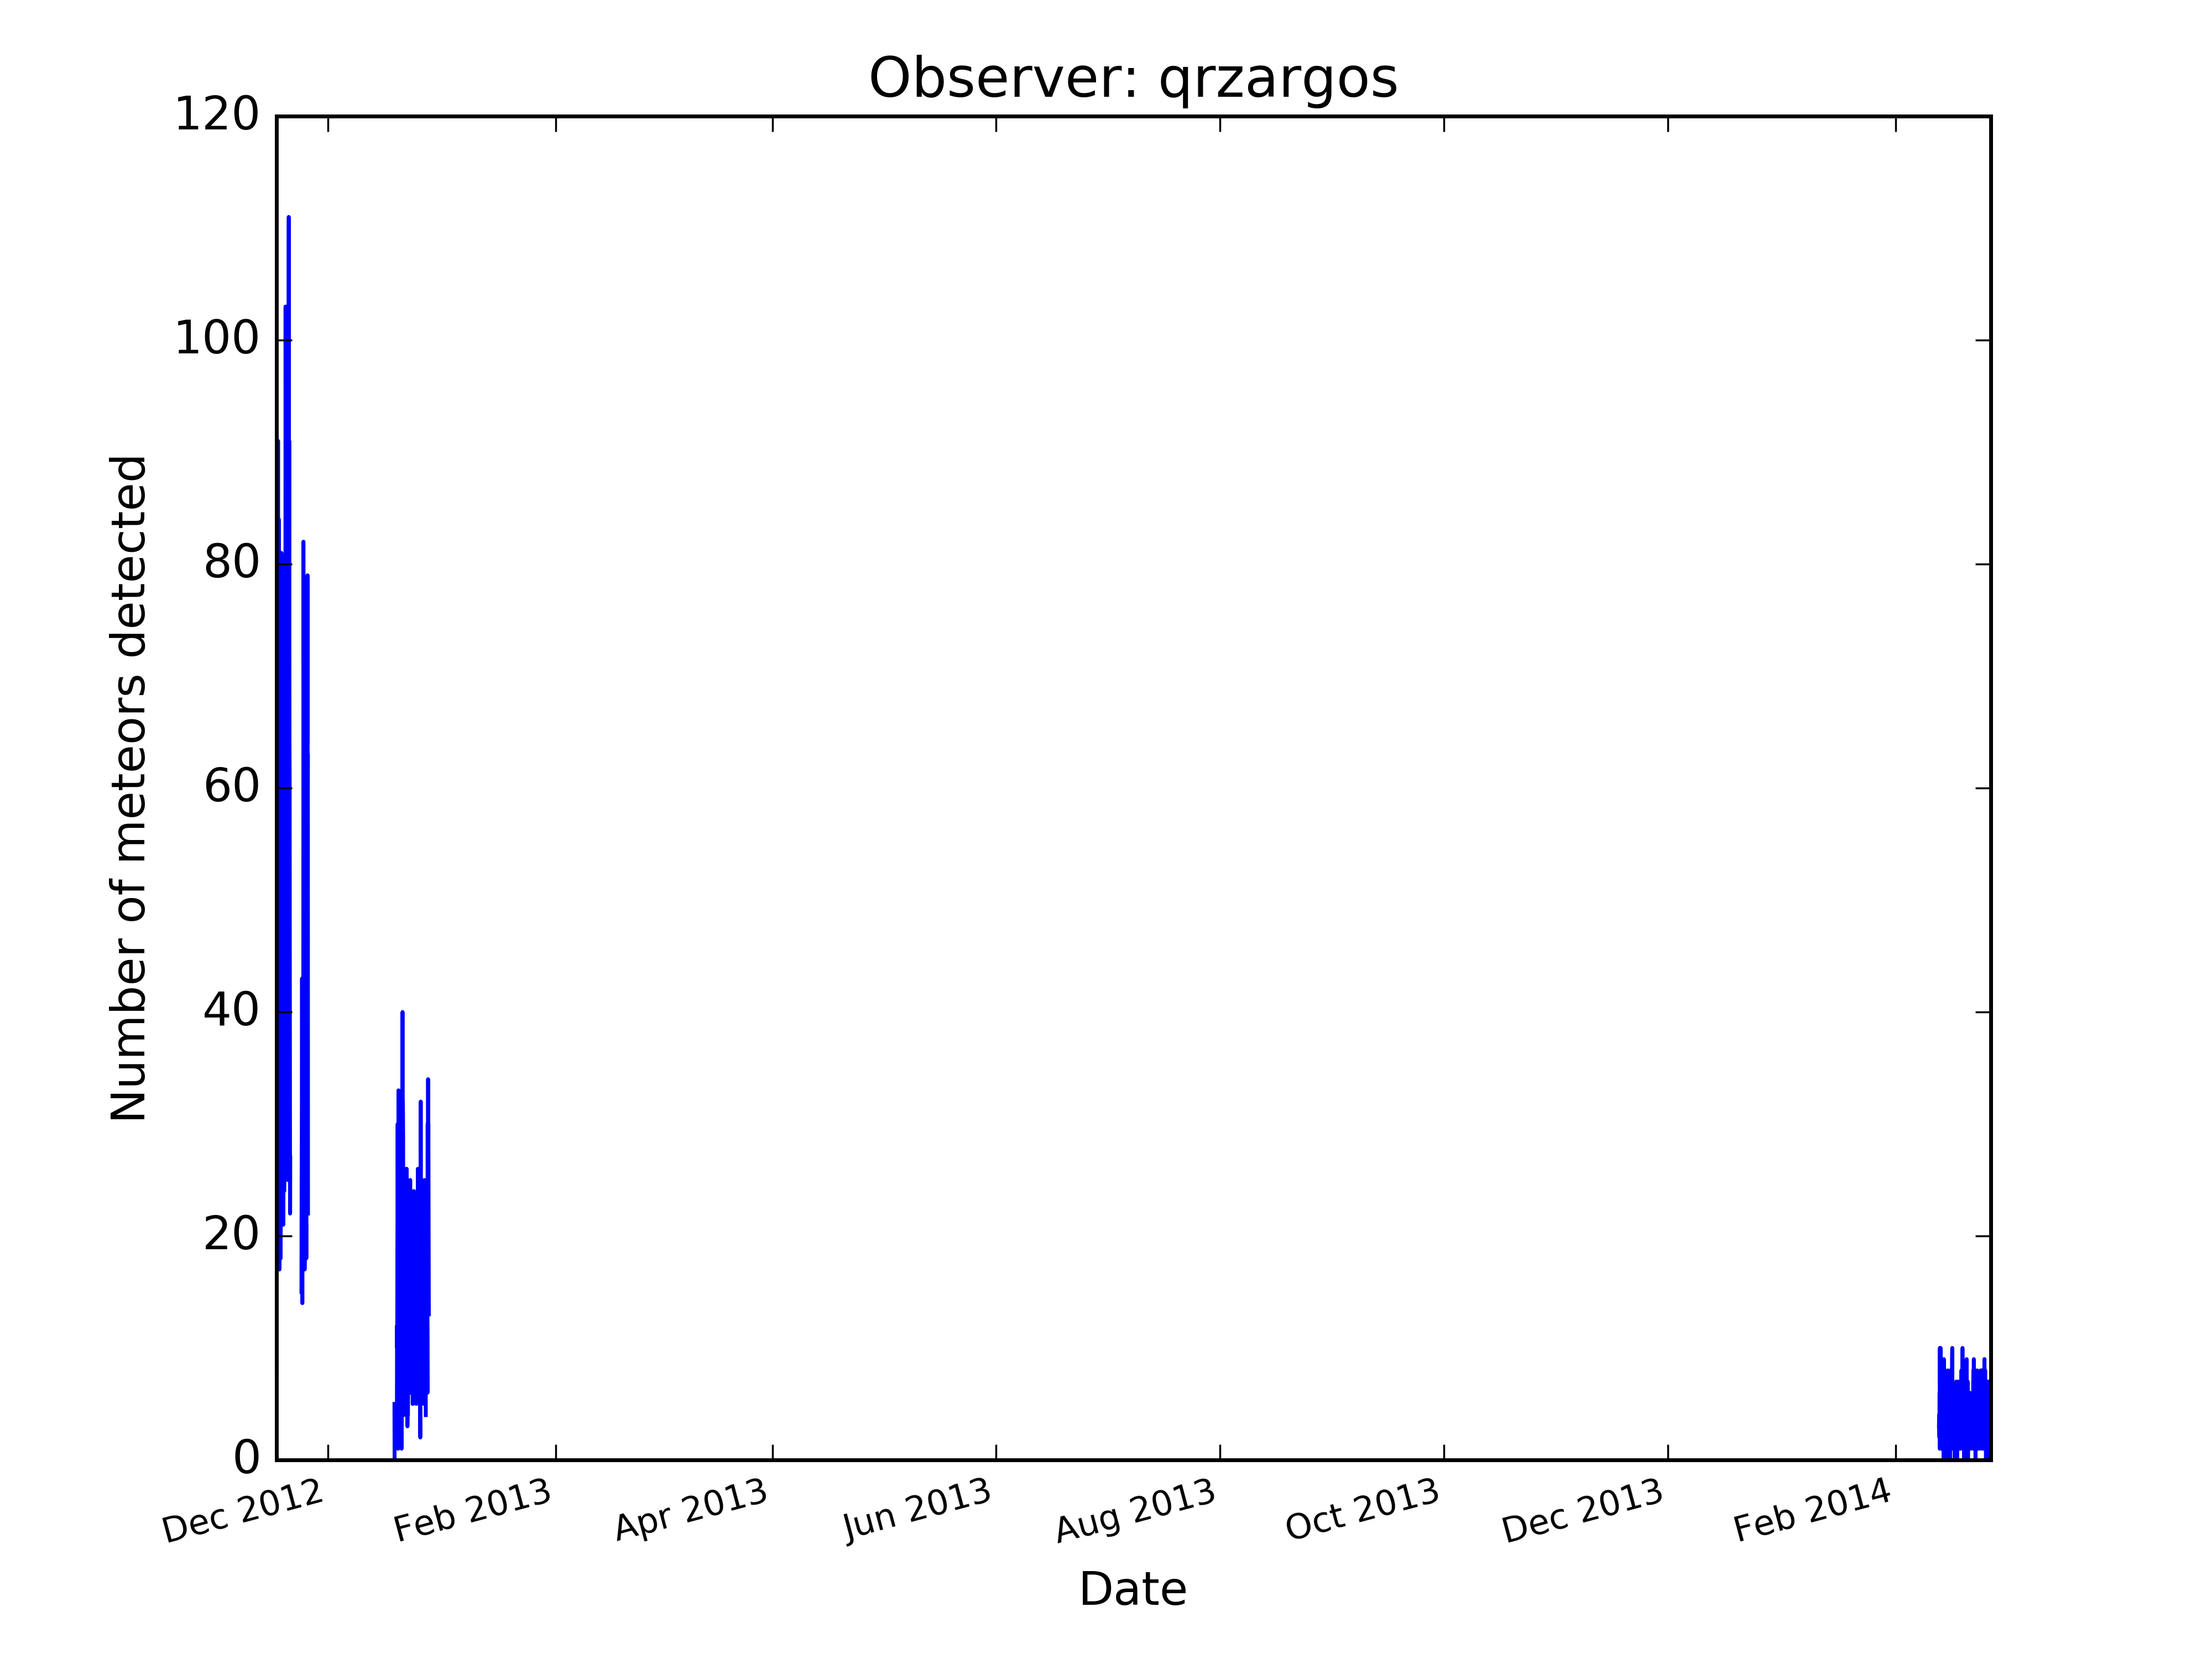 Observer: qrzargos
120
100
80
60
40
20
0
Number of meteors detected
Dec 2012
Feb 2013
Apr 2013
Jun 2013
Aug 2013
Oct 2013
Dec 2013
Feb 2014
Date